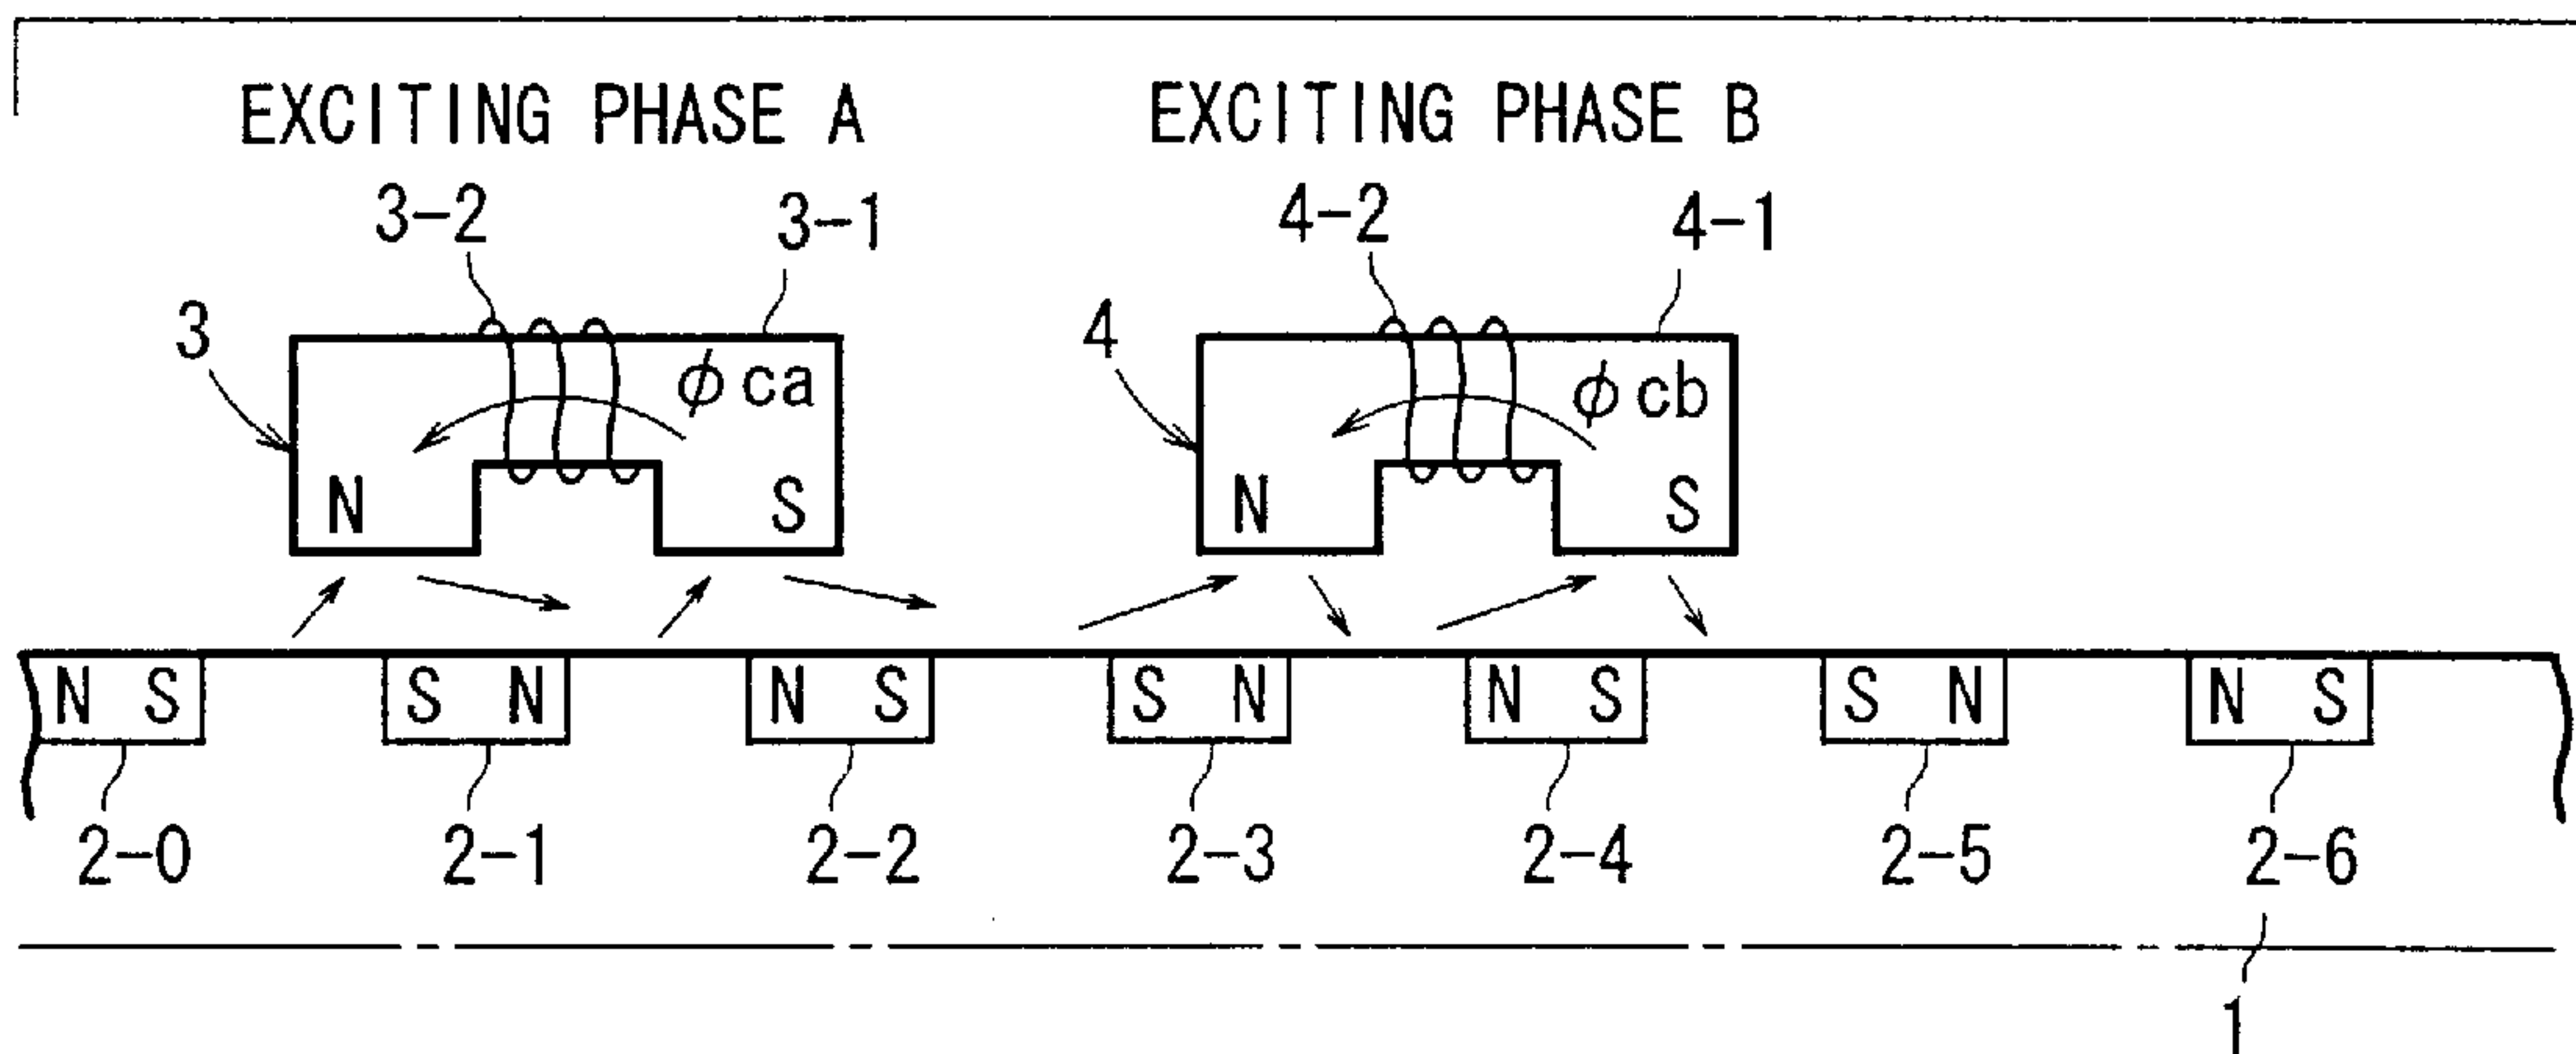 EXCITING PHASE A EXCITING PHASE B
3-2 3-1 4-2 4-1
3 φca 4 φcb
N S N S
N S S N N S S N N S S N N S
2-0 2-1 2-2 2-3 2-4 2-5 2-6
1